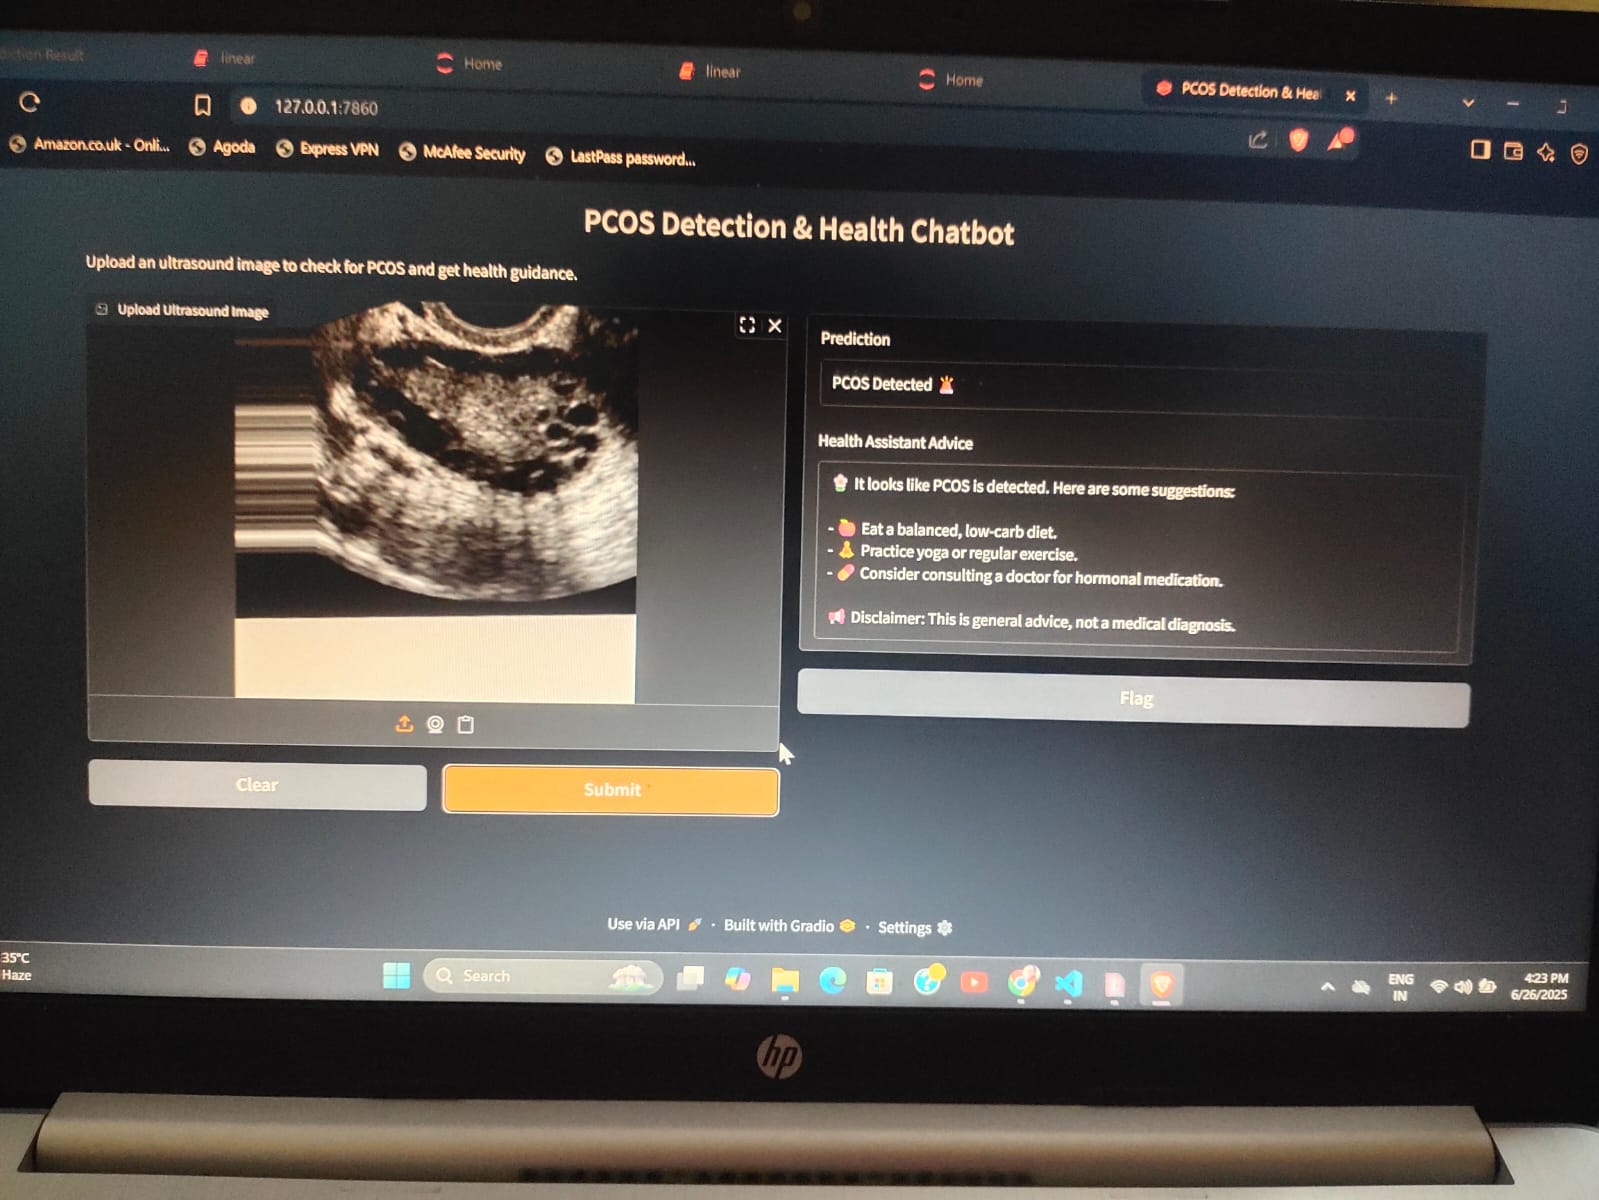 linear
Home
linear
Home
PCOS Detection & Hea
127.0.0.1:7860
Amazon.co.uk - Onli...
Agoda
Express VPN
McAfee Security
LastPass password...
PCOS Detection & Health Chatbot
Upload an ultrasound image to check for PCOS and get health guidance.
Upload Ultrasound Image
Prediction
PCOS Detected 🚨
Health Assistant Advice
🌸 It looks like PCOS is detected. Here are some suggestions:
- 🍎 Eat a balanced, low-carb diet.
- 🧘 Practice yoga or regular exercise.
- 💊 Consider consulting a doctor for hormonal medication.
📢 Disclaimer: This is general advice, not a medical diagnosis.
Flag
Clear
Submit
Use via API 🚀 · Built with Gradio · Settings ⚙
35°C
Haze
Search
ENG
IN
4:23 PM
6/26/2025
hp